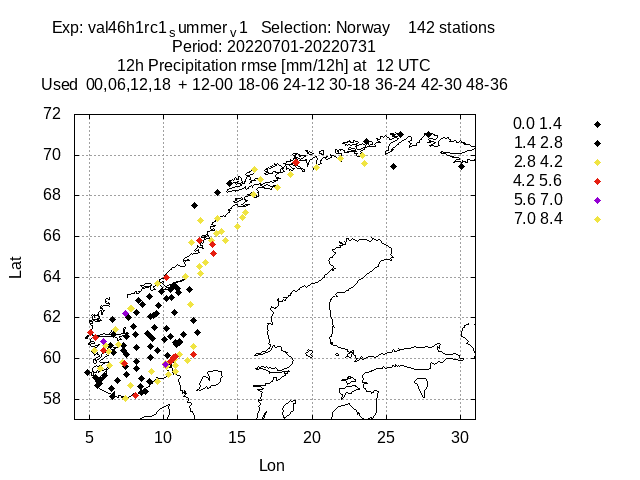 Exp: val46h1rc1summerv1 Selection: Norway 142 stations
Period: 20220701-20220731
12h Precipitation rmse [mm/12h] at 12 UTC
Used 00,06,12,18 + 12-00 18-06 24-12 30-18 36-24 42-30 48-36
72
70
68
66
64
62
60
58
Lat
5 10 15 20 25 30
Lon
0.0 1.4
1.4 2.8
2.8 4.2
4.2 5.6
5.6 7.0
7.0 8.4